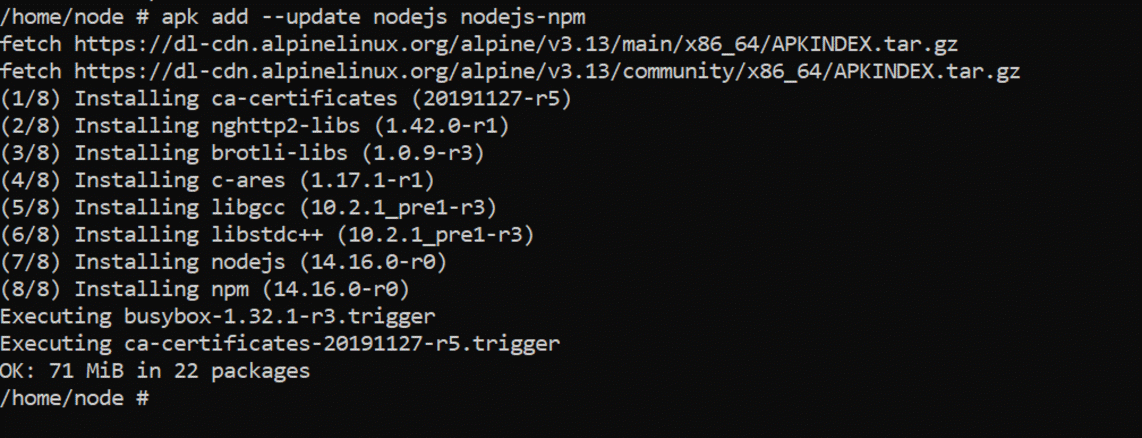 /home/node # apk add --update nodejs nodejs-npm
fetch https://dl-cdn.alpinelinux.org/alpine/v3.13/main/x86_64/APKINDEX.tar.gz
fetch https://dl-cdn.alpinelinux.org/alpine/v3.13/community/x86_64/APKINDEX.tar.gz
(1/8) Installing ca-certificates (20191127-r5)
(2/8) Installing nghttp2-libs (1.42.0-r1)
(3/8) Installing brotli-libs (1.0.9-r3)
(4/8) Installing c-ares (1.17.1-r1)
(5/8) Installing libgcc (10.2.1_pre1-r3)
(6/8) Installing libstdc++ (10.2.1_pre1-r3)
(7/8) Installing nodejs (14.16.0-r0)
(8/8) Installing npm (14.16.0-r0)
Executing busybox-1.32.1-r3.trigger
Executing ca-certificates-20191127-r5.trigger
OK: 71 MiB in 22 packages
/home/node #